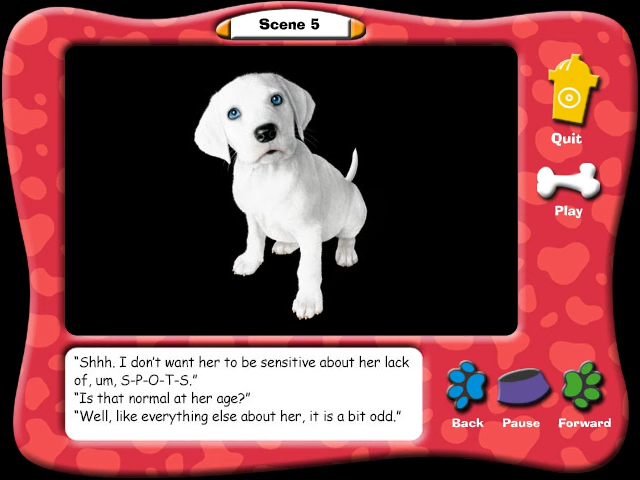 Scene 5
Quit
Play
“Shhh. I don’t want her to be sensitive about her lack
of, um, S-P-O-T-S.”
“Is that normal at her age?”
“Well, like everything else about her, it is a bit odd.”
Back
Pause
Forward